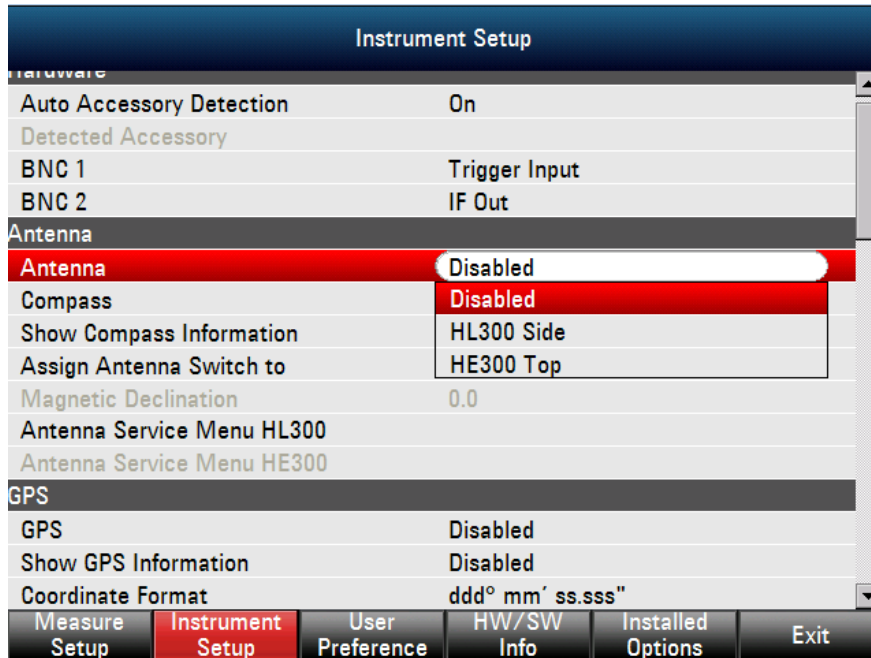 Instrument Setup
Hardware
Auto Accessory Detection On
Detected Accessory
BNC 1 Trigger Input
BNC 2 IF Out
Antenna
Antenna Disabled
Compass Disabled
Show Compass Information HL300 Side
Assign Antenna Switch to HE300 Top
Magnetic Declination 0.0
Antenna Service Menu HL300
Antenna Service Menu HE300
GPS
GPS Disabled
Show GPS Information Disabled
Coordinate Format ddd° mm′ ss.sss"
Measure Setup Instrument Setup User Preference HW/SW Info Installed Options Exit